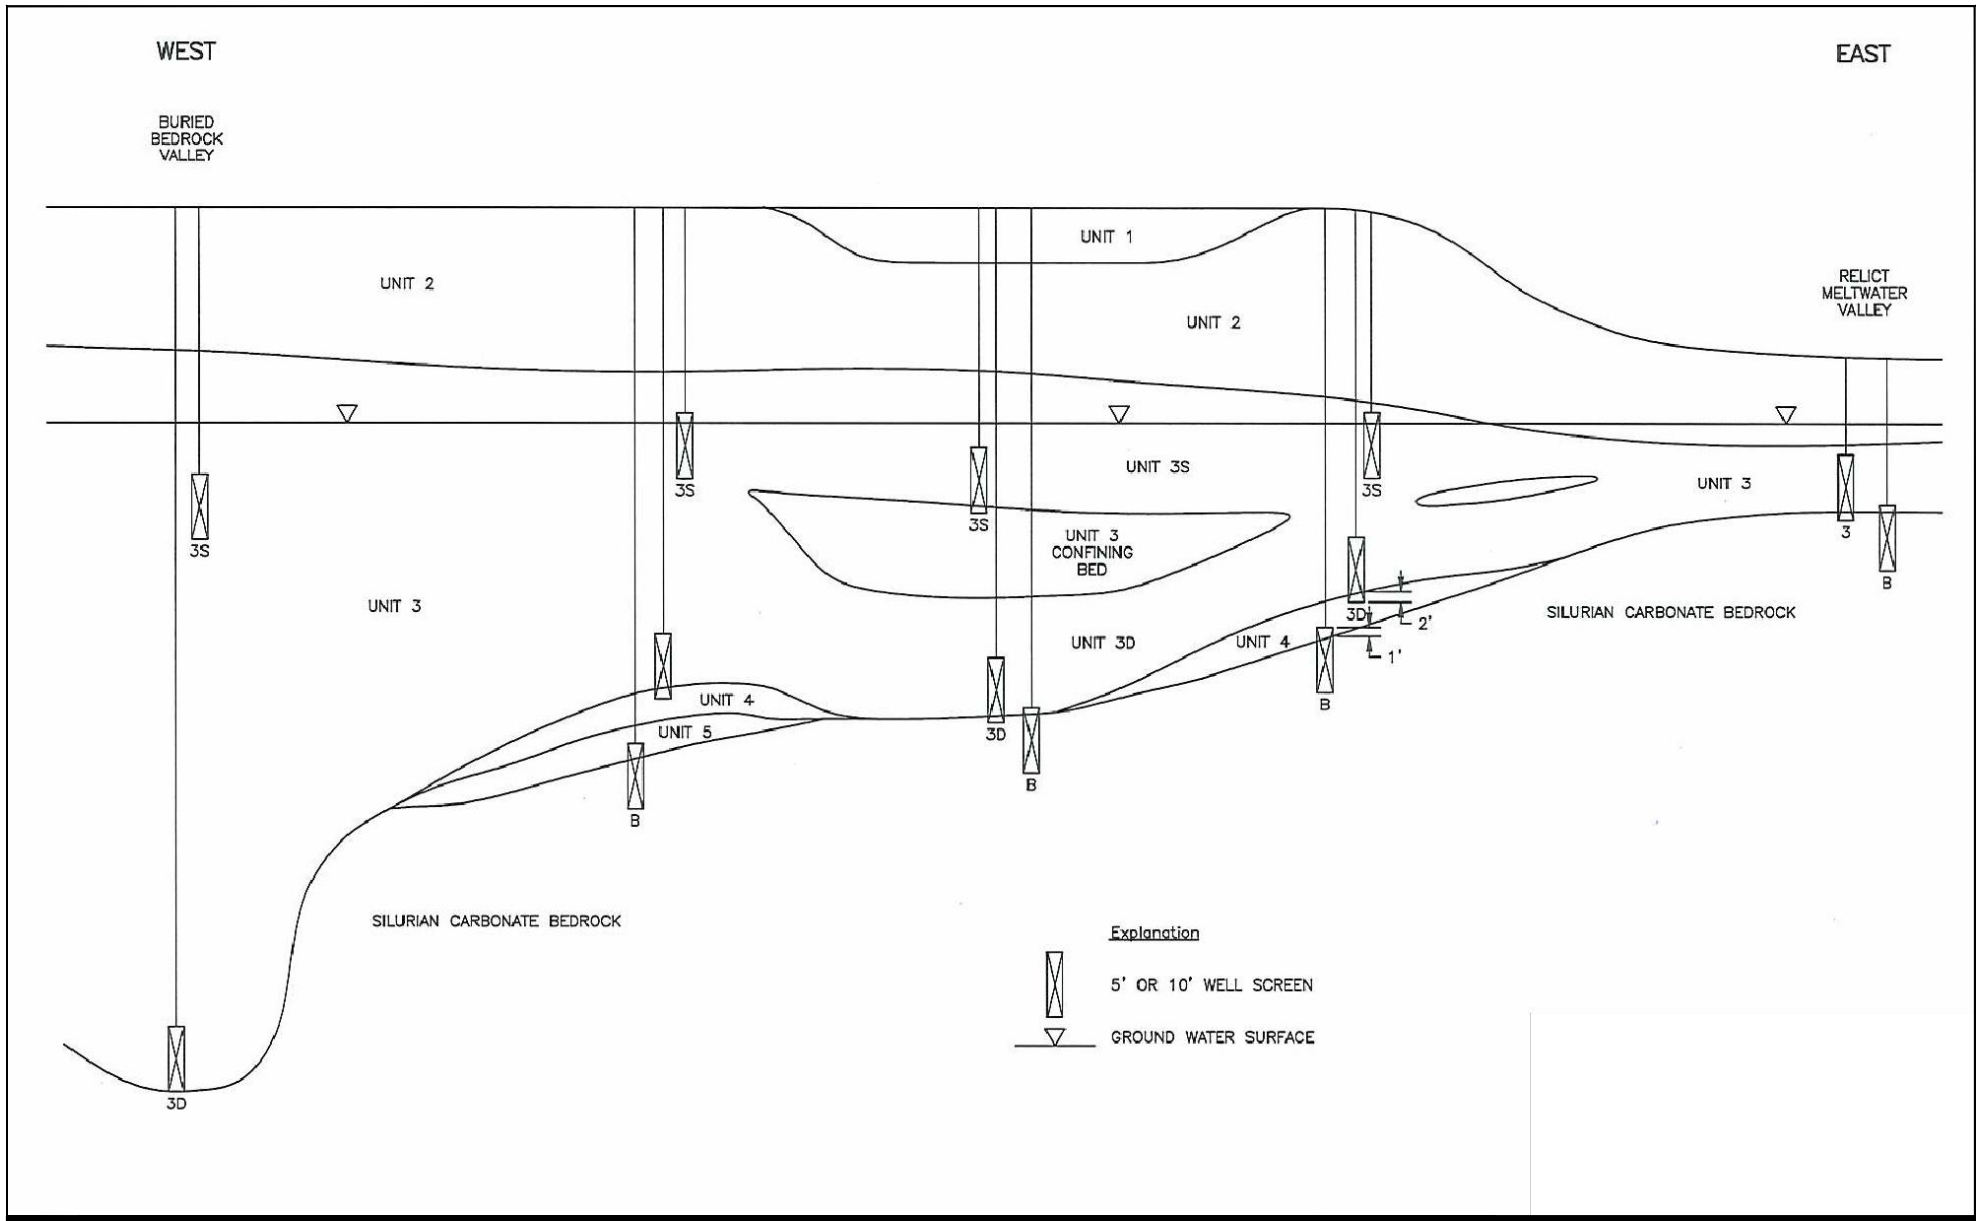 WEST
EAST
BURIED
BEDROCK
VALLEY
UNIT 1
UNIT 2
RELICT
MELTWATER
VALLEY
UNIT 2
UNIT 3S
UNIT 3
3S
3S
3S
3S
UNIT 3
CONFINING
BED
3
B
UNIT 3
3D
SILURIAN CARBONATE BEDROCK
2'
UNIT 3D
UNIT 4
1'
UNIT 4
B
UNIT 5
3D
B
B
SILURIAN CARBONATE BEDROCK
Explanation
5' OR 10' WELL SCREEN
GROUND WATER SURFACE
3D